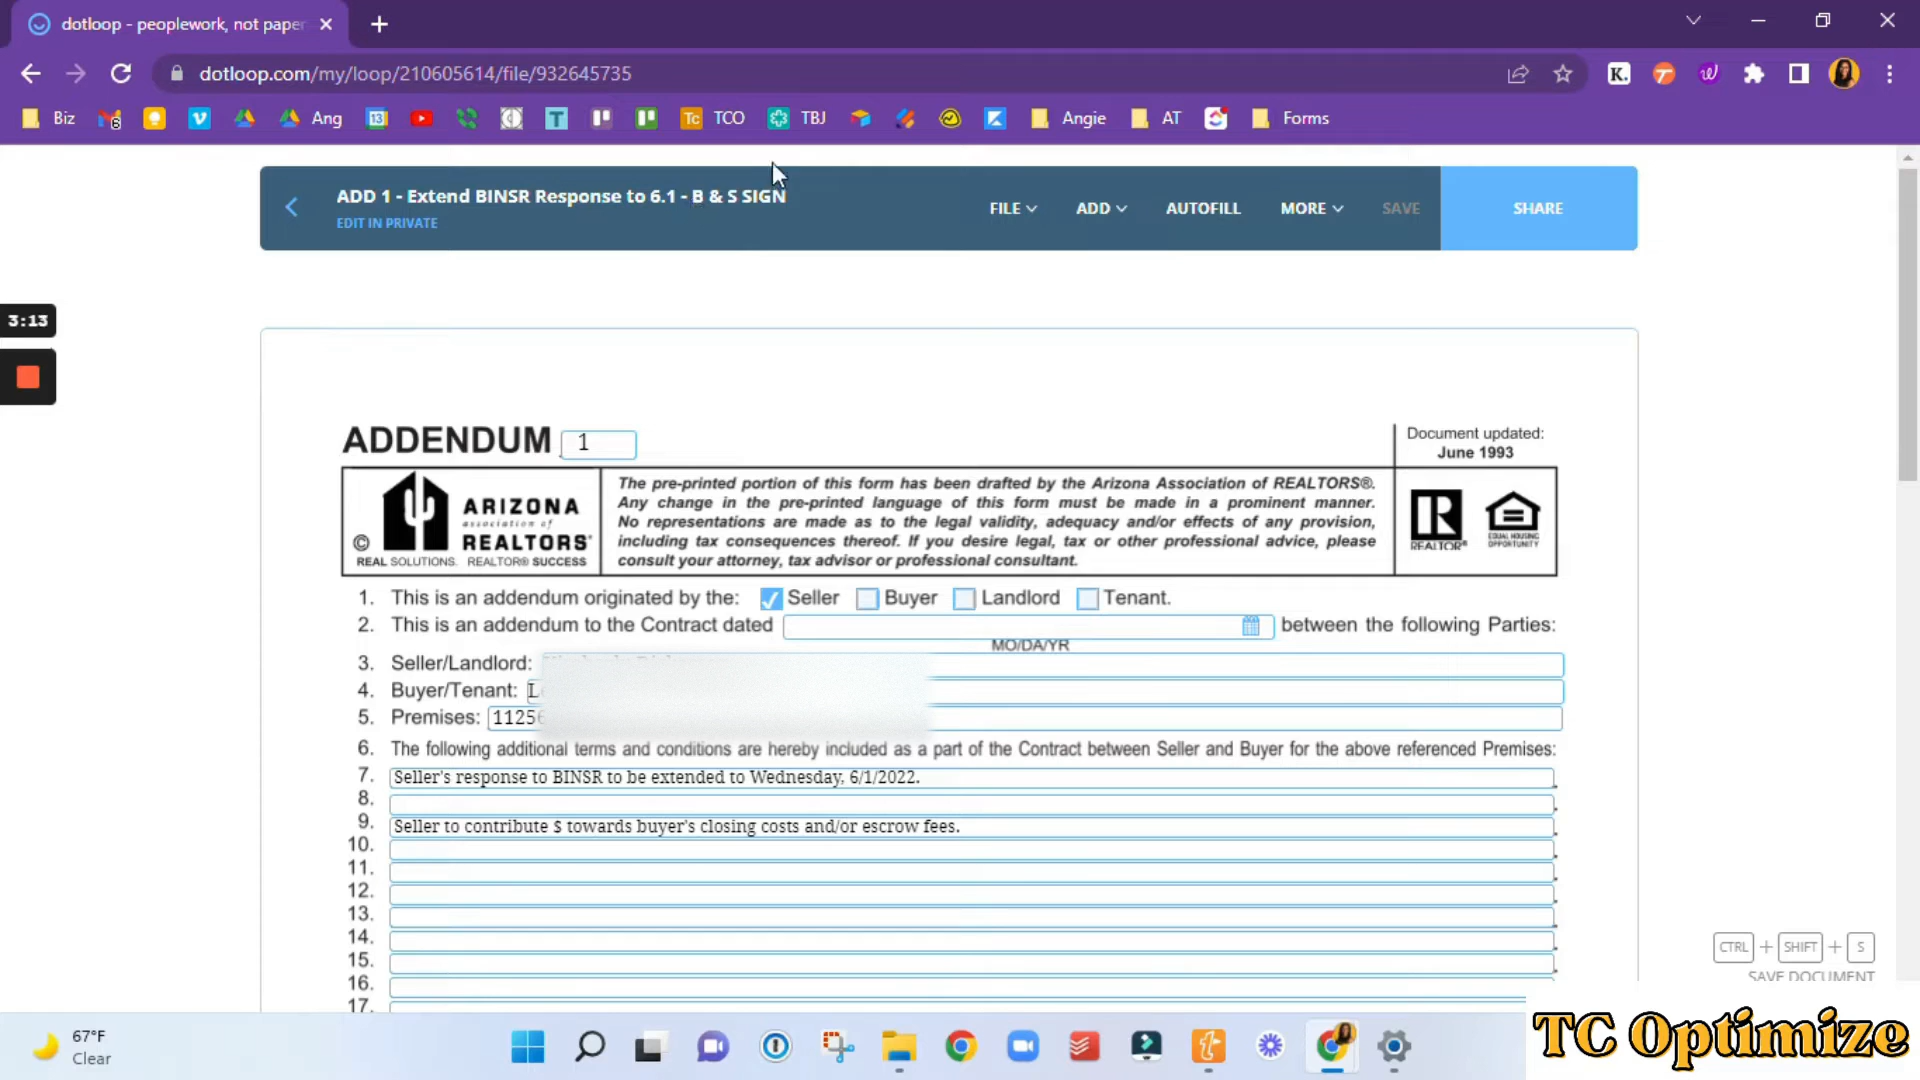 dotloop - peoplework, not paper
dotloop.com/my/loop/210605614/file/932645735
Biz
Ang
TCO
TBJ
Angie
AT
Forms
ADD 1 - Extend BINSR Response to 6.1 - B & S SIGN
EDIT IN PRIVATE
FILE
ADD
AUTOFILL
MORE
SAVE
SHARE
3:13
ADDENDUM 1
Document updated:
June 1993
ARIZONA
association of
REALTORS®
REAL SOLUTIONS. REALTOR® SUCCESS
The pre-printed portion of this form has been drafted by the Arizona Association of REALTORS®.
Any change in the pre-printed language of this form must be made in a prominent manner.
No representations are made as to the legal validity, adequacy and/or effects of any provision,
including tax consequences thereof. If you desire legal, tax or other professional advice, please
consult your attorney, tax advisor or professional consultant.
REALTOR®
EQUAL HOUSING
OPPORTUNITY
1. This is an addendum originated by the: Seller Buyer Landlord Tenant.
2. This is an addendum to the Contract dated between the following Parties:
MO/DA/YR
3. Seller/Landlord:
4. Buyer/Tenant:
5. Premises: 11256
6. The following additional terms and conditions are hereby included as a part of the Contract between Seller and Buyer for the above referenced Premises:
7. Seller's response to BINSR to be extended to Wednesday, 6/1/2022.
8.
9. Seller to contribute $ towards buyer's closing costs and/or escrow fees.
10.
11.
12.
13.
14.
15.
16.
17.
CTRL + SHIFT + S
SAVE DOCUMENT
67°F
Clear
TC Optimize